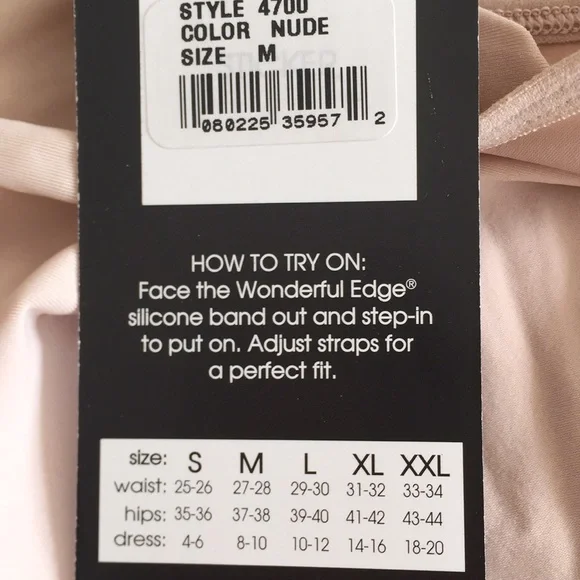 STYLE 4700
COLOR NUDE
SIZE M
080225 35957 2
HOW TO TRY ON:
Face the Wonderful Edge®
silicone band out and step-in
to put on. Adjust straps for
a perfect fit.
size: S M L XL XXL
waist: 25-26 27-28 29-30 31-32 33-34
hips: 35-36 37-38 39-40 41-42 43-44
dress: 4-6 8-10 10-12 14-16 18-20